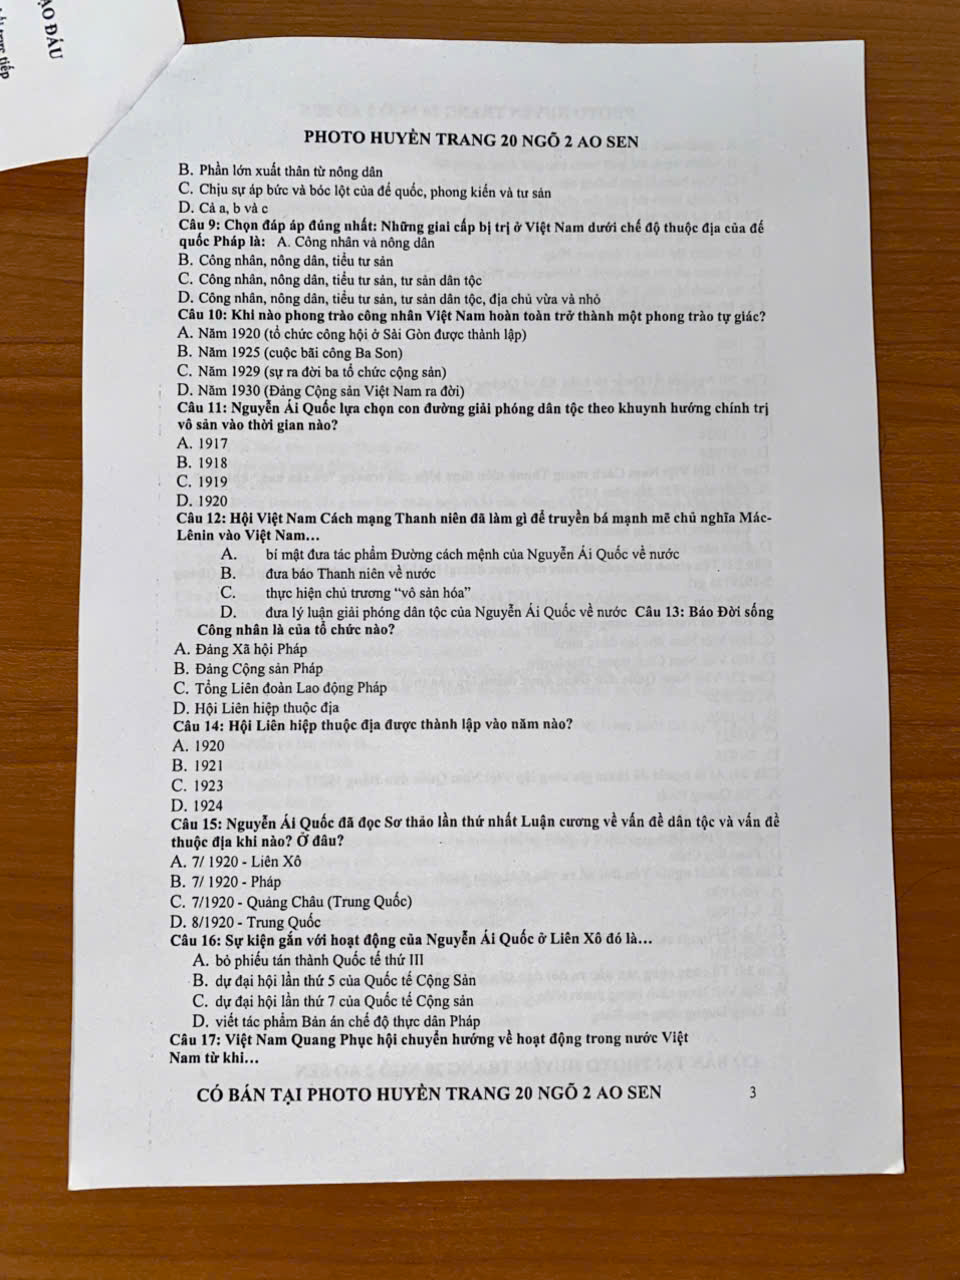 ẠO ĐẤU
tiếp
PHOTO HUYÈN TRANG 20 NGÕ 2 AO SEN
B. Phần lớn xuất thân từ nông dân
C. Chịu sự áp bức và bóc lột của đế quốc, phong kiến và tư sản
D. Cả a, b và c
Câu 9: Chọn đáp áp đúng nhất: Những giai cấp bị trị ở Việt Nam dưới chế độ thuộc địa của đế
quốc Pháp là: A. Công nhân và nông dân
B. Công nhân, nông dân, tiểu tư sản
C. Công nhân, nông dân, tiểu tư sản, tư sản dân tộc
D. Công nhân, nông dân, tiểu tư sản, tư sản dân tộc, địa chủ vừa và nhỏ
Câu 10: Khi nào phong trào công nhân Việt Nam hoàn toàn trở thành một phong trào tự giác?
A. Năm 1920 (tổ chức công hội ở Sài Gòn được thành lập)
B. Năm 1925 (cuộc bãi công Ba Son)
C. Năm 1929 (sự ra đời ba tổ chức cộng sản)
D. Năm 1930 (Đảng Cộng sản Việt Nam ra đời)
Câu 11: Nguyễn Ái Quốc lựa chọn con đường giải phóng dân tộc theo khuynh hướng chính trị
vô sản vào thời gian nào?
A. 1917
B. 1918
C. 1919
D. 1920
Câu 12: Hội Việt Nam Cách mạng Thanh niên đã làm gì để truyền bá mạnh mẽ chủ nghĩa Mác-
Lênin vào Việt Nam…
A. bí mật đưa tác phẩm Đường cách mệnh của Nguyễn Ái Quốc về nước
B. đưa báo Thanh niên về nước
C. thực hiện chủ trương “vô sản hóa”
D. đưa lý luận giải phóng dân tộc của Nguyễn Ái Quốc về nước Câu 13: Báo Đời sống
Công nhân là của tổ chức nào?
A. Đảng Xã hội Pháp
B. Đảng Cộng sản Pháp
C. Tổng Liên đoàn Lao động Pháp
D. Hội Liên hiệp thuộc địa
Câu 14: Hội Liên hiệp thuộc địa được thành lập vào năm nào?
A. 1920
B. 1921
C. 1923
D. 1924
Câu 15: Nguyễn Ái Quốc đã đọc Sơ thảo lần thứ nhất Luận cương về vấn đề dân tộc và vấn đề
thuộc địa khi nào? Ở đâu?
A. 7/ 1920 - Liên Xô
B. 7/ 1920 - Pháp
C. 7/1920 - Quảng Châu (Trung Quốc)
D. 8/1920 - Trung Quốc
Câu 16: Sự kiện gắn với hoạt động của Nguyễn Ái Quốc ở Liên Xô đó là…
A. bỏ phiếu tán thành Quốc tế thứ III
B. dự đại hội lần thứ 5 của Quốc tế Cộng Sản
C. dự đại hội lần thứ 7 của Quốc tế Cộng sản
D. viết tác phẩm Bản án chế độ thực dân Pháp
Câu 17: Việt Nam Quang Phục hội chuyển hướng về hoạt động trong nước Việt
Nam từ khi…
CÓ BÁN TẠI PHOTO HUYÈN TRANG 20 NGÕ 2 AO SEN 3